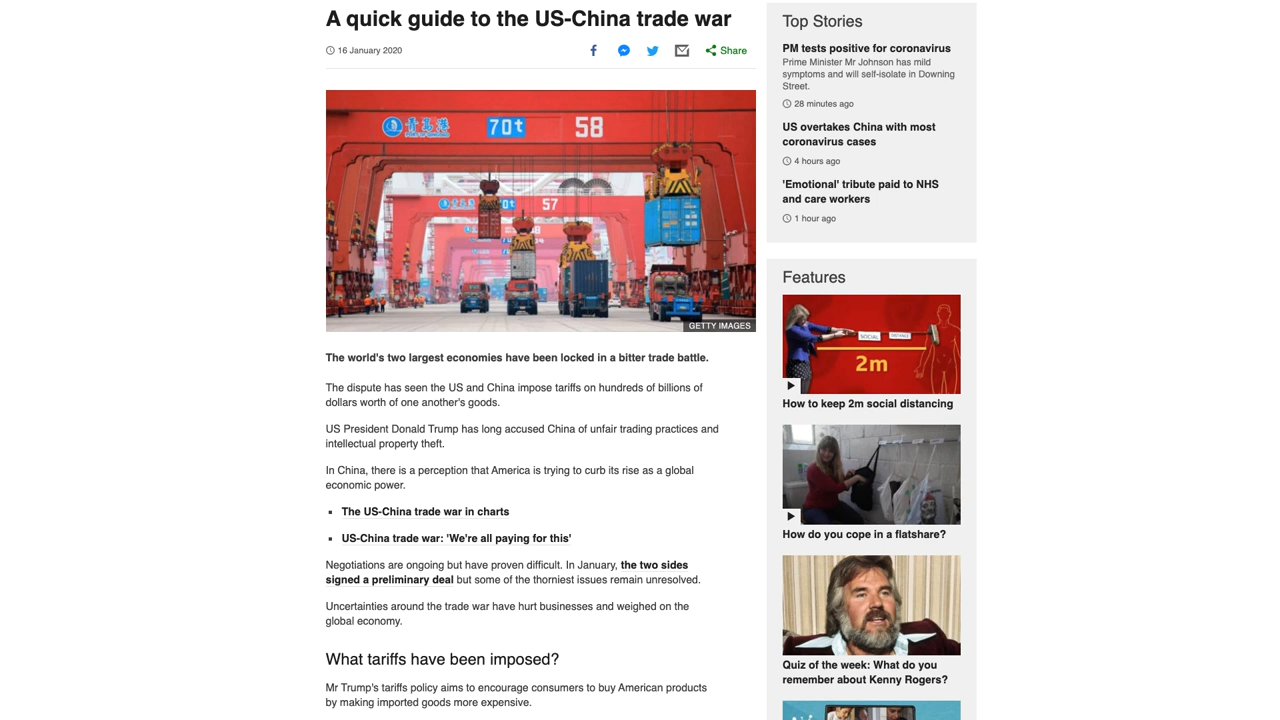 A quick guide to the US-China trade war
16 January 2020
Share
青岛港 70t 58
70t 57
GETTY IMAGES
The world's two largest economies have been locked in a bitter trade battle.
The dispute has seen the US and China impose tariffs on hundreds of billions of
dollars worth of one another's goods.
US President Donald Trump has long accused China of unfair trading practices and
intellectual property theft.
In China, there is a perception that America is trying to curb its rise as a global
economic power.
The US-China trade war in charts
US-China trade war: 'We're all paying for this'
Negotiations are ongoing but have proven difficult. In January, the two sides
signed a preliminary deal but some of the thorniest issues remain unresolved.
Uncertainties around the trade war have hurt businesses and weighed on the
global economy.
What tariffs have been imposed?
Mr Trump's tariffs policy aims to encourage consumers to buy American products
by making imported goods more expensive.
Top Stories
PM tests positive for coronavirus
Prime Minister Mr Johnson has mild
symptoms and will self-isolate in Downing
Street.
28 minutes ago
US overtakes China with most
coronavirus cases
4 hours ago
'Emotional' tribute paid to NHS
and care workers
1 hour ago
Features
SOCIAL DISTANCE
2m
How to keep 2m social distancing
How do you cope in a flatshare?
Quiz of the week: What do you
remember about Kenny Rogers?